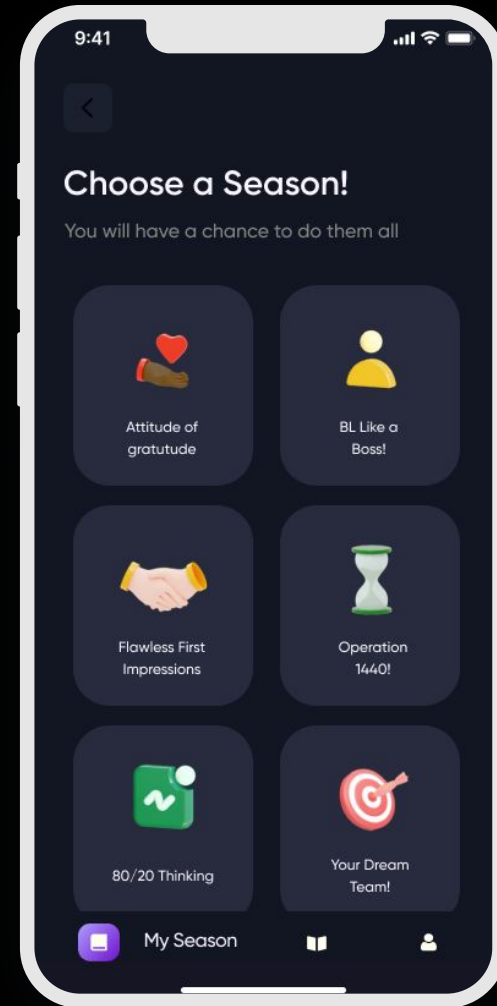 9:41
Choose a Season!
You will have a chance to do them all
Attitude of
gratutude
BL Like a
Boss!
Flawless First
Impressions
Operation
1440!
80/20 Thinking
Your Dream
Team!
My Season